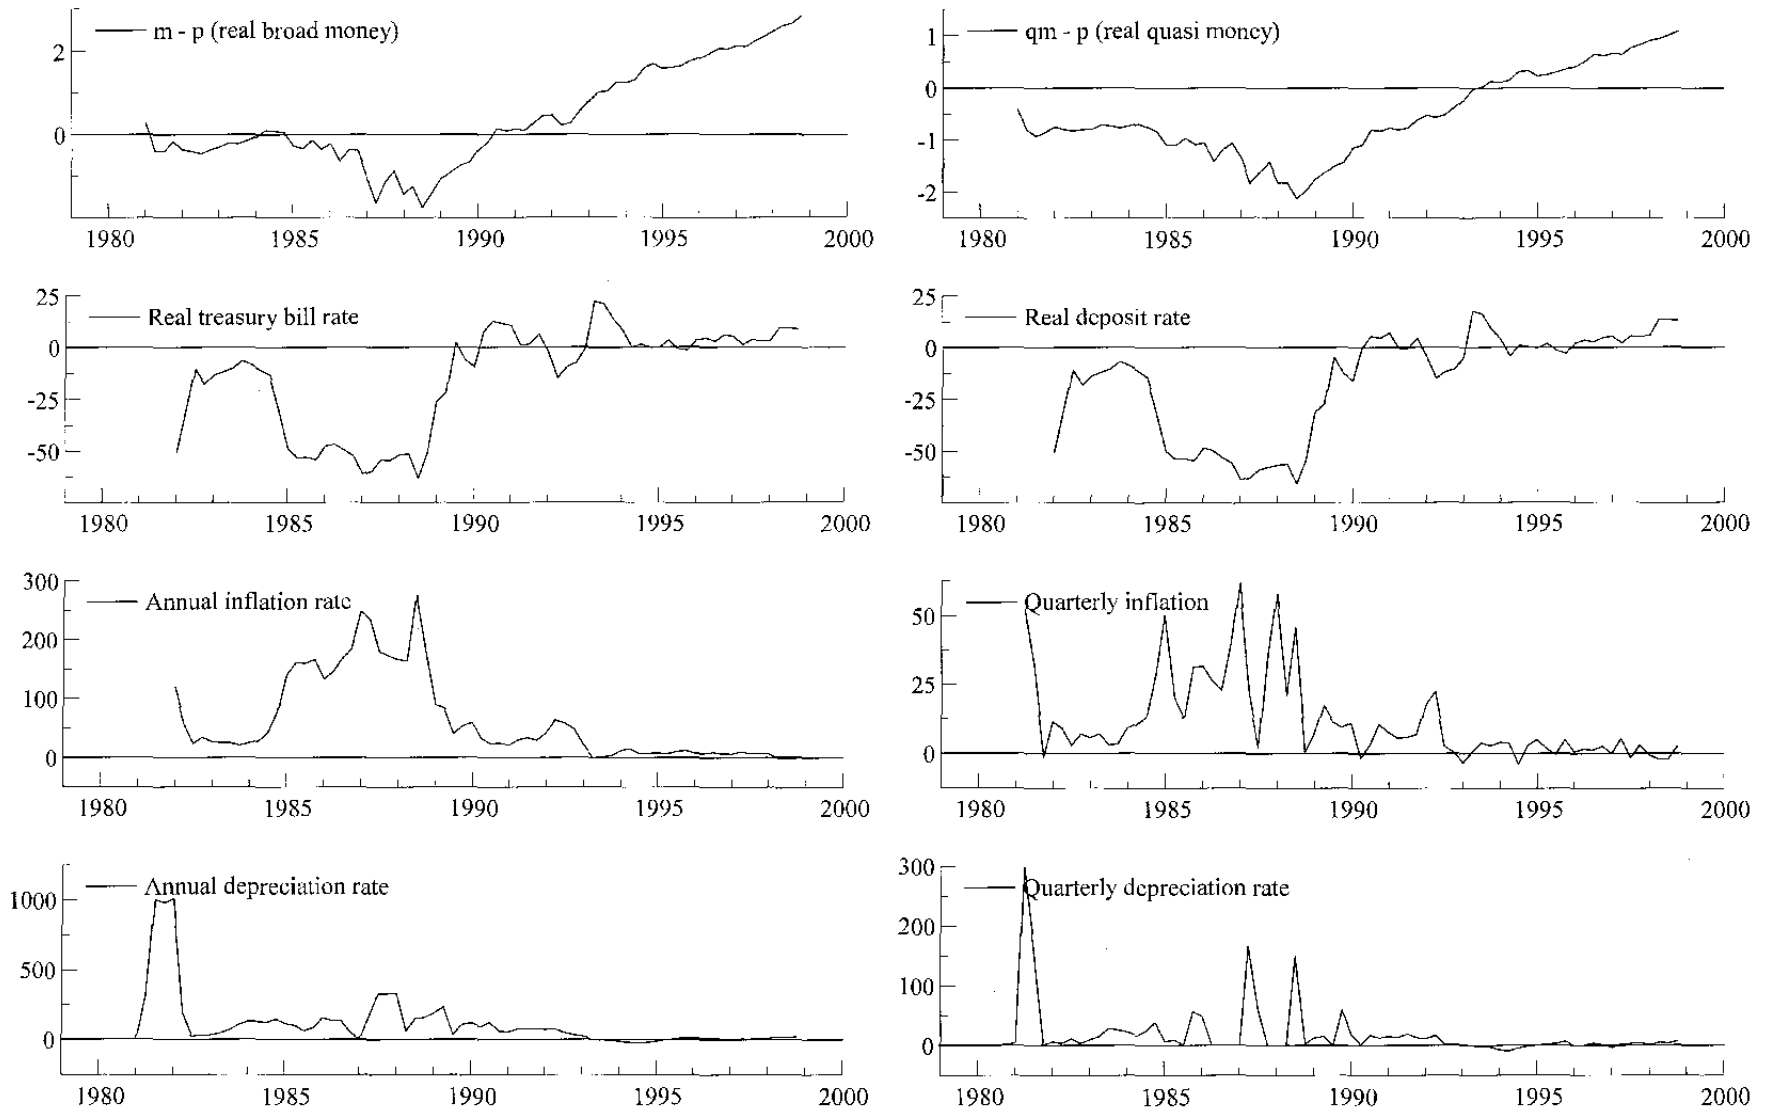 m - p (real broad money)
2
0
1980 1985 1990 1995 2000
qm - p (real quasi money)
1
0
-1
-2
1980 1985 1990 1995 2000
Real treasury bill rate
25
0
-25
-50
1980 1985 1990 1995 2000
Real deposit rate
25
0
-25
-50
1980 1985 1990 1995 2000
Annual inflation rate
300
200
100
0
1980 1985 1990 1995 2000
Quarterly inflation
50
25
0
1980 1985 1990 1995 2000
Annual depreciation rate
1000
500
0
1980 1985 1990 1995 2000
Quarterly depreciation rate
300
200
100
0
1980 1985 1990 1995 2000